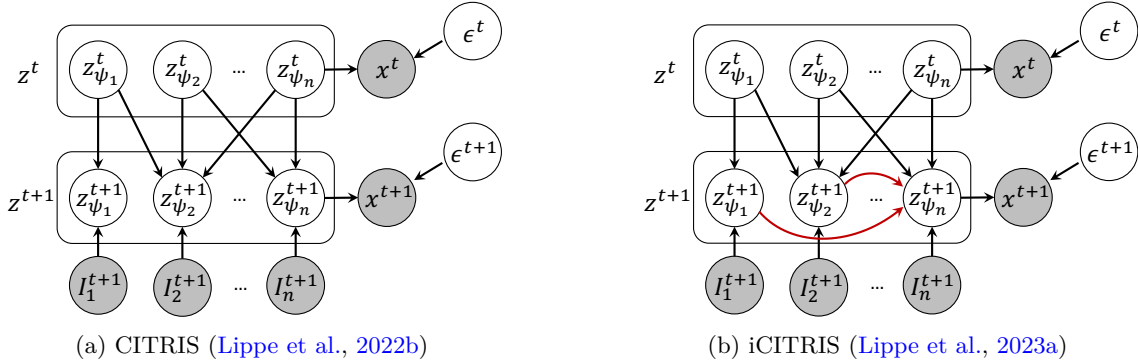 z^t z^t_{ψ_1} z^t_{ψ_2} ... z^t_{ψ_n} x^t ϵ^t
z^{t+1} z^{t+1}_{ψ_1} z^{t+1}_{ψ_2} ... z^{t+1}_{ψ_n} x^{t+1} ϵ^{t+1}
I^{t+1}_1 I^{t+1}_2 ... I^{t+1}_n
(a) CITRIS (Lippe et al., 2022b)
z^t z^t_{ψ_1} z^t_{ψ_2} ... z^t_{ψ_n} x^t ϵ^t
z^{t+1} z^{t+1}_{ψ_1} z^{t+1}_{ψ_2} ... z^{t+1}_{ψ_n} x^{t+1} ϵ^{t+1}
I^{t+1}_1 I^{t+1}_2 ... I^{t+1}_n
(b) iCITRIS (Lippe et al., 2023a)